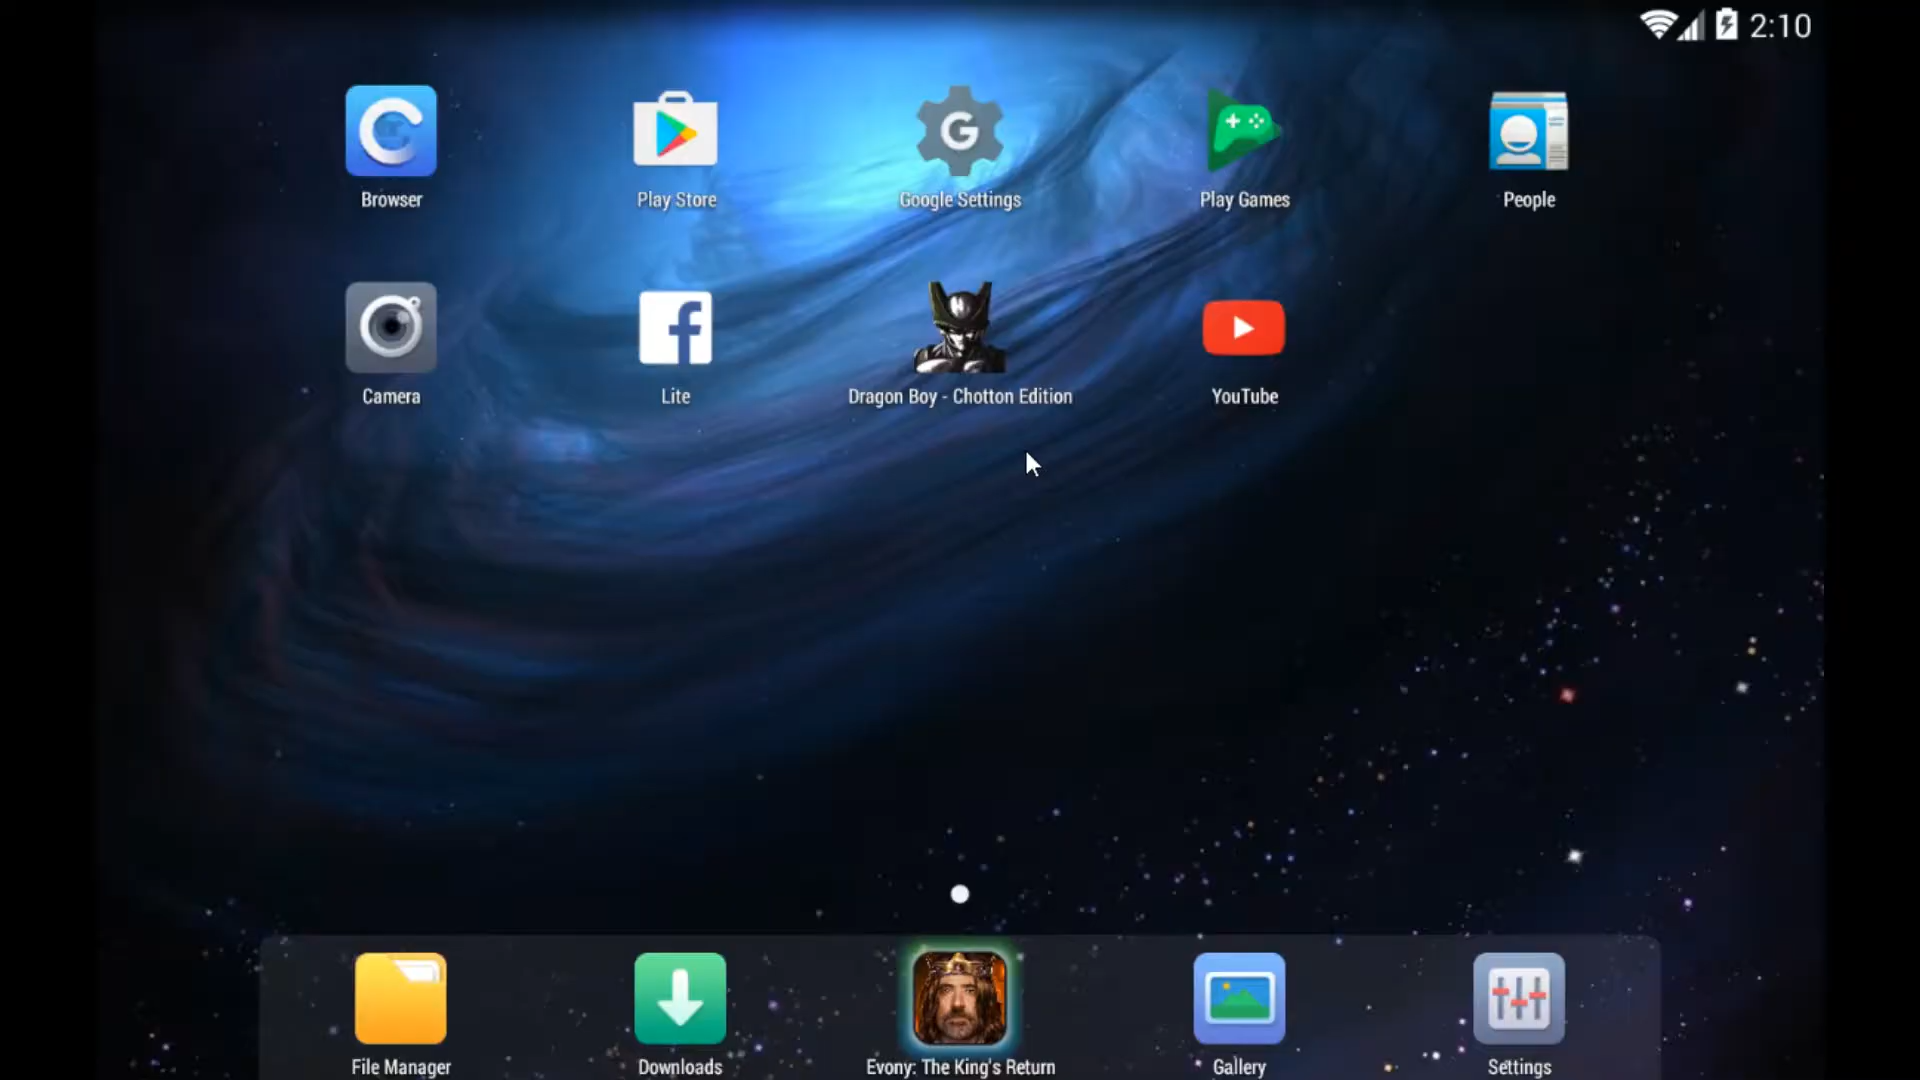 2:10
Browser
Play Store
Google Settings
Play Games
People
Camera
Lite
Dragon Boy - Chotton Edition
YouTube
File Manager
Downloads
Evony: The King's Return
Gallery
Settings